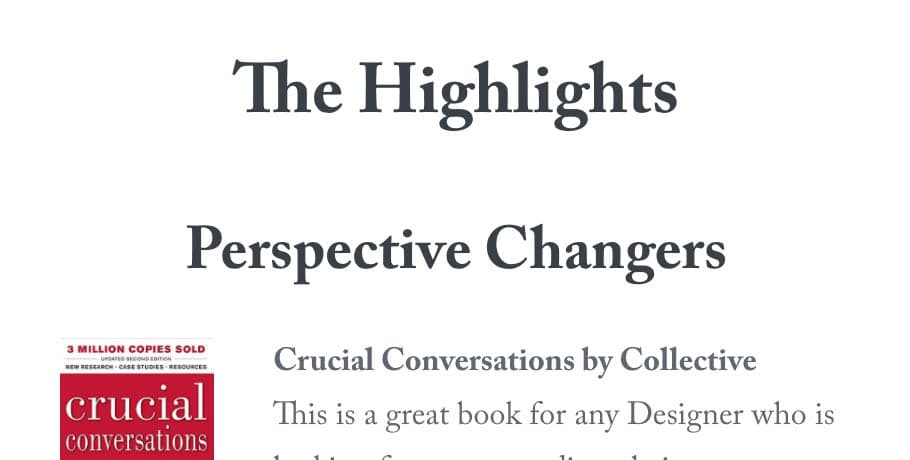 The Highlights
Perspective Changers
3 MILLION COPIES SOLD
UPDATED SECOND EDITION
NEW RESEARCH · CASE STUDIES · RESOURCES
crucial
conversations
Crucial Conversations by Collective
This is a great book for any Designer who is